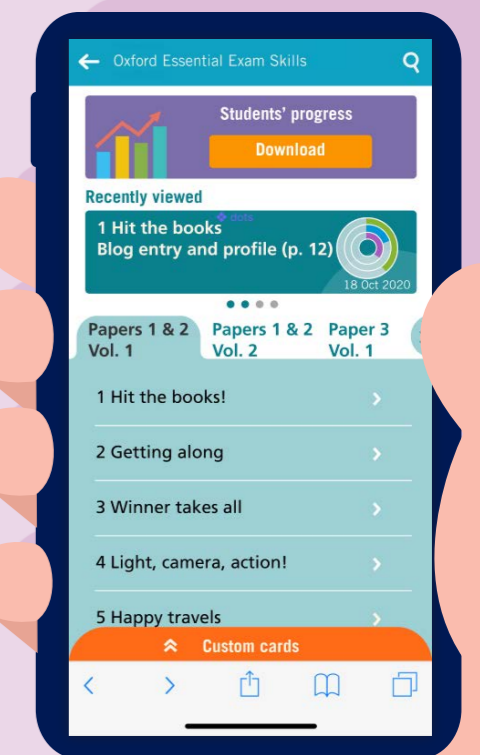 Oxford Essential Exam Skills
Students' progress
Download
Recently viewed
dots
1 Hit the books
Blog entry and profile (p. 12)
18 Oct 2020
Papers 1 & 2 Papers 1 & 2 Paper 3
Vol. 1 Vol. 2 Vol. 1
1 Hit the books!
2 Getting along
3 Winner takes all
4 Light, camera, action!
5 Happy travels
Custom cards